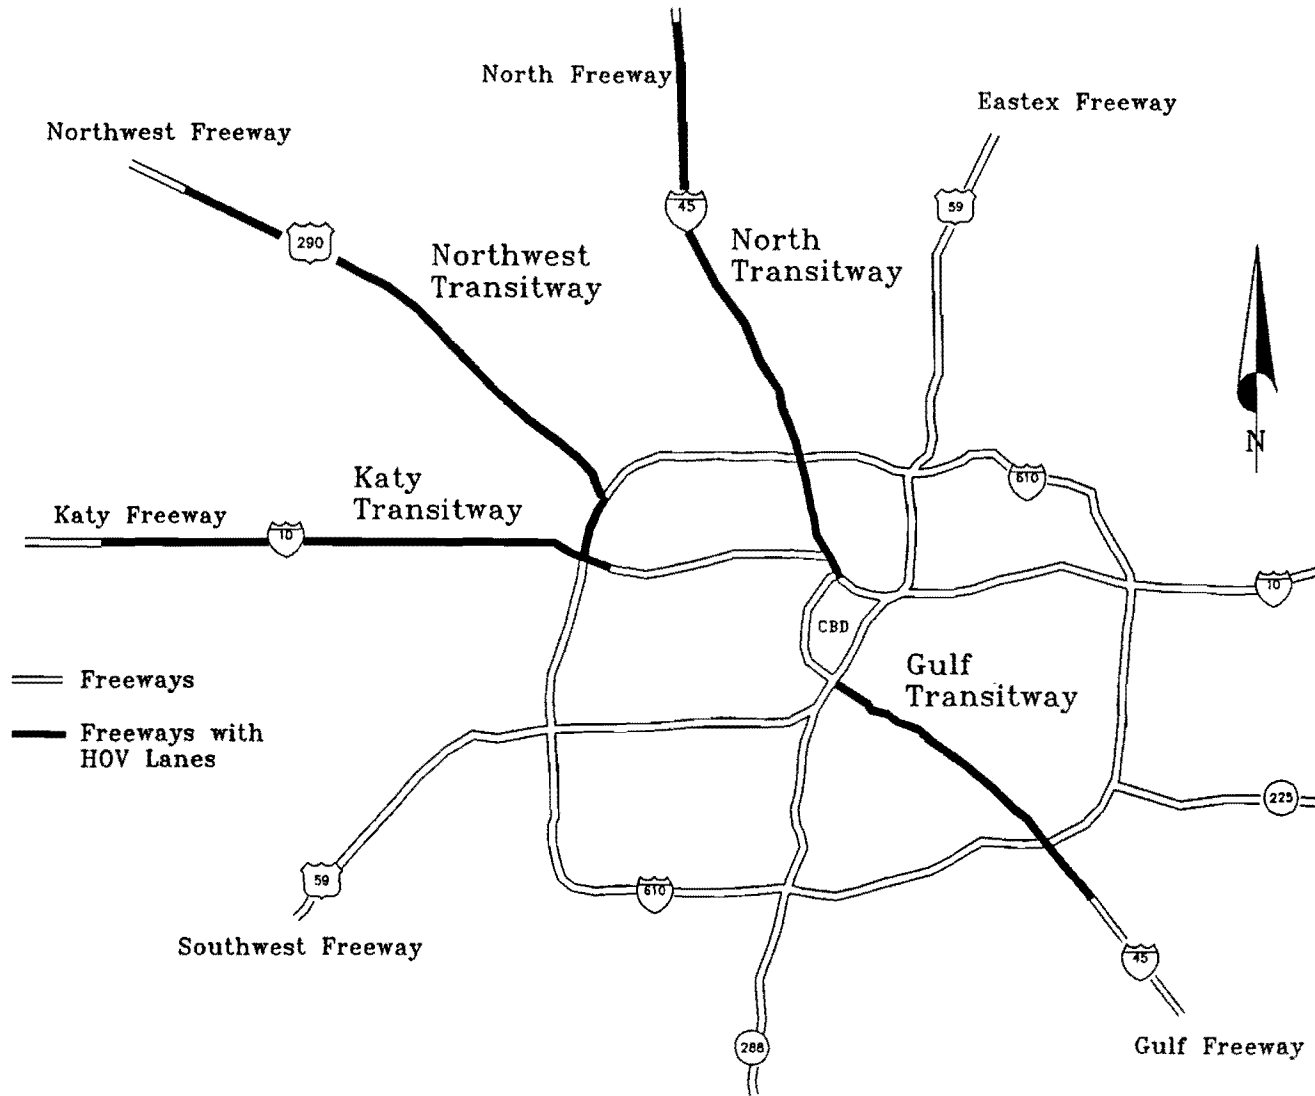 North Freeway
Eastex Freeway
Northwest Freeway
45
59
290
North
Transitway
Northwest
Transitway
N
610
Katy
Transitway
Katy Freeway
10
10
CBD
Gulf
Transitway
Freeways
Freeways with
HOV Lanes
225
59
610
Southwest Freeway
45
288
Gulf Freeway